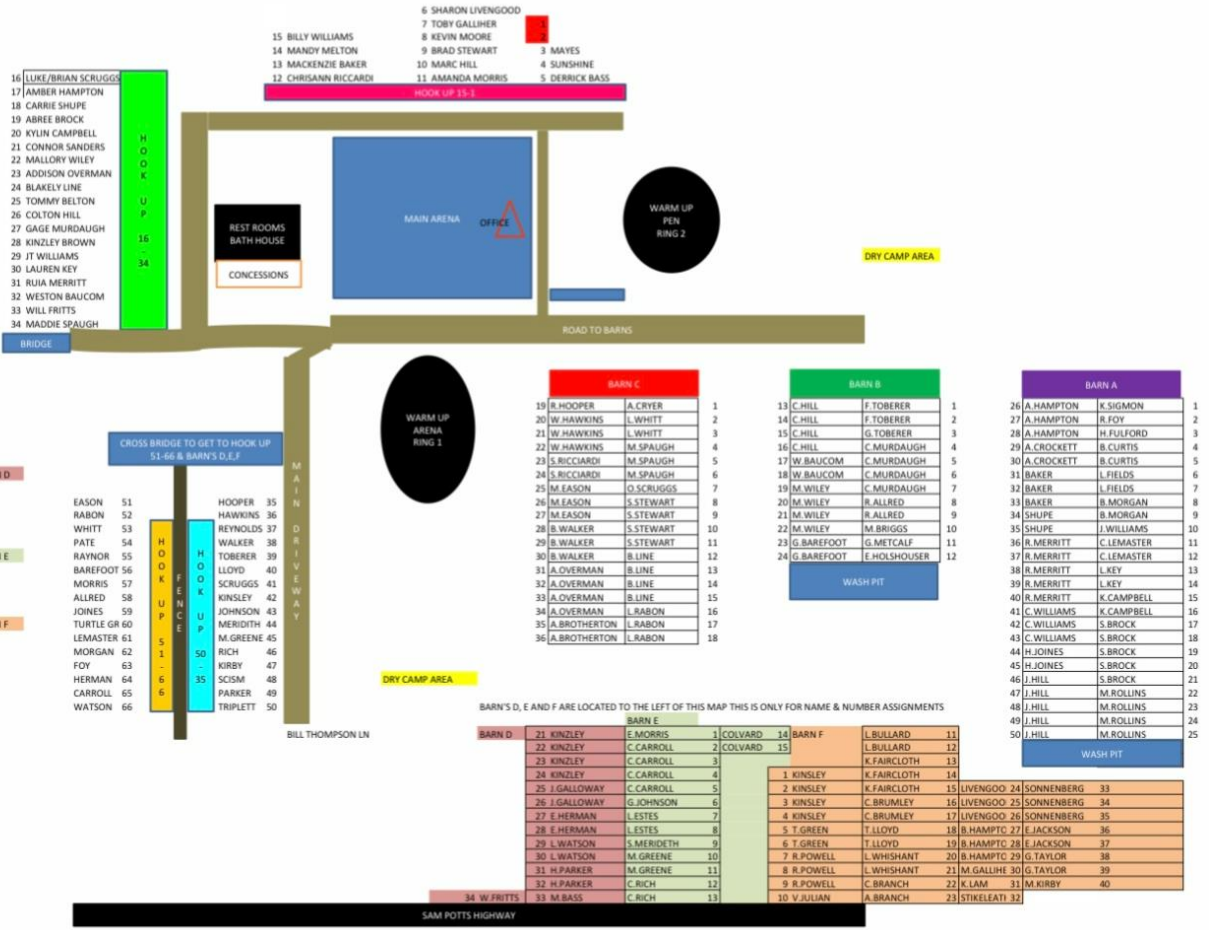 6 SHARON LIVENGOOD
7 TOBY GALLIHER 1
15 BILLY WILLIAMS 8 KEVIN MOORE 2
14 MANDY MELTON 9 BRAD STEWART 3 MAYES
13 MACKENZIE BAKER 10 MARC HILL 4 SUNSHINE
12 CHRISANN RICCARDI 11 AMANDA MORRIS 5 DERRICK BASS
HOOK UP 15-1
16 LUKE/BRIAN SCRUGGS
17 AMBER HAMPTON
18 CARRIE SHUPE
19 ABREE BROCK
20 KYLIN CAMPBELL
21 CONNOR SANDERS
22 MALLORY WILEY
23 ADDISON OVERMAN
24 BLAKELY LINE
25 TOMMY BELTON
26 COLTON HILL
27 GAGE MURDAUGH
28 KINZLEY BROWN
29 JT WILLIAMS
30 LAUREN KEY
31 RUIA MERRITT
32 WESTON BAUCOM
33 WILL FRITTS
34 MADDIE SPAUGH
HOOK UP 16 - 34
BRIDGE
REST ROOMS
BATH HOUSE
CONCESSIONS
MAIN ARENA
OFFICE
WARM UP
PEN
RING 2
DRY CAMP AREA
ROAD TO BARNS
WARM UP
ARENA
RING 1
CROSS BRIDGE TO GET TO HOOK UP
51-66 & BARN'S D,E,F
N D
N E
N F
EASON 51
RABON 52
WHITT 53
PATE 54
RAYNOR 55
BAREFOOT 56
MORRIS 57
ALLRED 58
JOINES 59
TURTLE GR 60
LEMASTER 61
MORGAN 62
FOY 63
HERMAN 64
CARROLL 65
WATSON 66
HOOK UP 51-66
FENCE
HOOK UP 50 - 35
HOOPER 35
HAWKINS 36
REYNOLDS 37
WALKER 38
TOBERER 39
LLOYD 40
SCRUGGS 41
KINSLEY 42
JOHNSON 43
MERIDITH 44
M.GREENE 45
RICH 46
KIRBY 47
SCISM 48
PARKER 49
TRIPLETT 50
MAIN DRIVEWAY
BILL THOMPSON LN
DRY CAMP AREA
BARN C
19 R.HOOPER A.CRYER 1
20 W.HAWKINS L.WHITT 2
21 W.HAWKINS L.WHITT 3
22 W.HAWKINS M.SPAUGH 4
23 S.RICCIARDI M.SPAUGH 5
24 S.RICCIARDI M.SPAUGH 6
25 M.EASON O.SCRUGGS 7
26 M.EASON S.STEWART 8
27 M.EASON S.STEWART 9
28 B.WALKER S.STEWART 10
29 B.WALKER S.STEWART 11
30 B.WALKER B.LINE 12
31 A.OVERMAN B.LINE 13
32 A.OVERMAN B.LINE 14
33 A.OVERMAN B.LINE 15
34 A.OVERMAN L.RABON 16
35 A.BROTHERTON L.RABON 17
36 A.BROTHERTON L.RABON 18
BARN B
13 C.HILL F.TOBERER 1
14 C.HILL F.TOBERER 2
15 C.HILL G.TOBERER 3
16 C.HILL C.MURDAUGH 4
17 W.BAUCOM C.MURDAUGH 5
18 W.BAUCOM C.MURDAUGH 6
19 M.WILEY C.MURDAUGH 7
20 M.WILEY R.ALLRED 8
21 M.WILEY R.ALLRED 9
22 M.WILEY M.BRIGGS 10
23 G.BAREFOOT G.METCALF 11
24 G.BAREFOOT E.HOLSHOUSER 12
WASH PIT
BARN A
26 A.HAMPTON K.SIGMON 1
27 A.HAMPTON R.FOY 2
28 A.HAMPTON H.FULFORD 3
29 A.CROCKETT B.CURTIS 4
30 A.CROCKETT B.CURTIS 5
31 BAKER L.FIELDS 6
32 BAKER L.FIELDS 7
33 BAKER B.MORGAN 8
34 SHUPE B.MORGAN 9
35 SHUPE J.WILLIAMS 10
36 R.MERRITT C.LEMASTER 11
37 R.MERRITT C.LEMASTER 12
38 R.MERRITT L.KEY 13
39 R.MERRITT L.KEY 14
40 R.MERRITT K.CAMPBELL 15
41 C.WILLIAMS K.CAMPBELL 16
42 C.WILLIAMS S.BROCK 17
43 C.WILLIAMS S.BROCK 18
44 H.JOINES S.BROCK 19
45 H.JOINES S.BROCK 20
46 J.HILL S.BROCK 21
47 J.HILL M.ROLLINS 22
48 J.HILL M.ROLLINS 23
49 J.HILL M.ROLLINS 24
50 J.HILL M.ROLLINS 25
WASH PIT
BARN'S D, E AND F ARE LOCATED TO THE LEFT OF THIS MAP THIS IS ONLY FOR NAME & NUMBER ASSIGNMENTS
BARN E
BARN D 21 KINZLEY E.MORRIS 1 COLVARD 14 BARN F L.BULLARD 11
22 KINZLEY C.CARROLL 2 COLVARD 15 L.BULLARD 12
23 KINZLEY C.CARROLL 3 K.FAIRCLOTH 13
24 KINZLEY C.CARROLL 4 1 KINSLEY K.FAIRCLOTH 14
25 J.GALLOWAY C.CARROLL 5 2 KINSLEY K.FAIRCLOTH 15 LIVENGOO 24 SONNENBERG 33
26 J.GALLOWAY G.JOHNSON 6 3 KINSLEY C.BRUMLEY 16 LIVENGOO 25 SONNENBERG 34
27 E.HERMAN L.ESTES 7 4 KINSLEY C.BRUMLEY 17 LIVENGOO 26 SONNENBERG 35
28 E.HERMAN L.ESTES 8 5 T.GREEN T.LLOYD 18 B.HAMPTC 27 E.JACKSON 36
29 L.WATSON S.MERIDETH 9 6 T.GREEN T.LLOYD 19 B.HAMPTC 28 E.JACKSON 37
30 L.WATSON M.GREENE 10 7 R.POWELL L.WHISHANT 20 B.HAMPTC 29 G.TAYLOR 38
31 H.PARKER M.GREENE 11 8 R.POWELL L.WHISHANT 21 M.GALLIHE 30 G.TAYLOR 39
32 H.PARKER C.RICH 12 9 R.POWELL C.BRANCH 22 K.LAM 31 M.KIRBY 40
34 W.FRITTS 33 M.BASS C.RICH 13 10 V.JULIAN A.BRANCH 23 STIKELEATI 32
SAM POTTS HIGHWAY